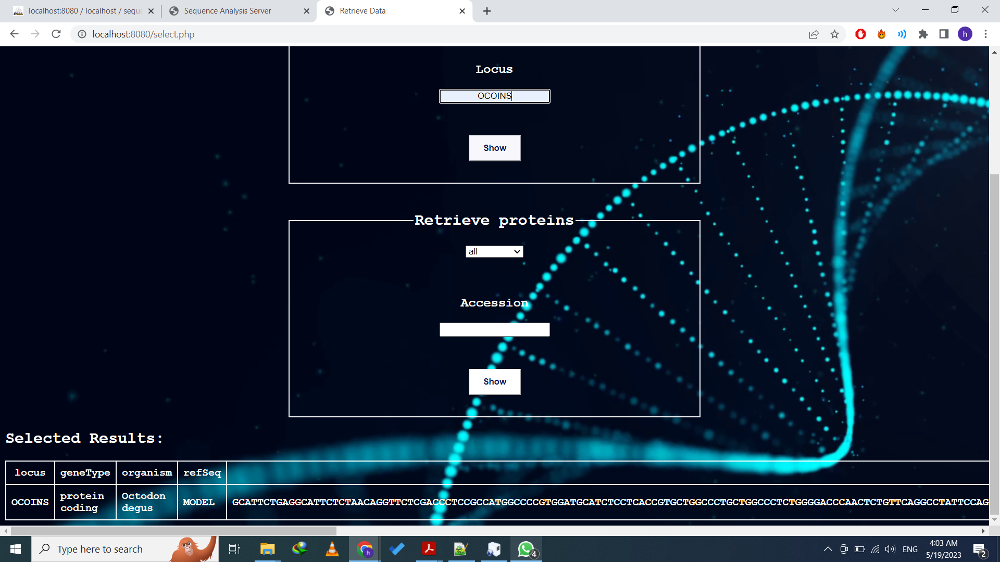 localhost:8080 / localhost / seque
Sequence Analysis Server
Retrieve Data
localhost:8080/select.php
h
Locus
OCOINS
Show
Retrieve proteins
all
Accession
Show
Selected Results:
locus geneType organism refSeq
OCOINS protein coding Octodon degus MODEL GCATTCTGAGGCATTCTCTAACAGGTTCTCGACCCTCCGCCATGGCCCCGTGGATGCATCTCCTCACCGTGCTGGCCCTGCTGGCCCTCTGGGGACCCAACTCTGTTCAGGCCTATTCCAG
Type here to search
h
4
ENG
4:03 AM
5/19/2023
2